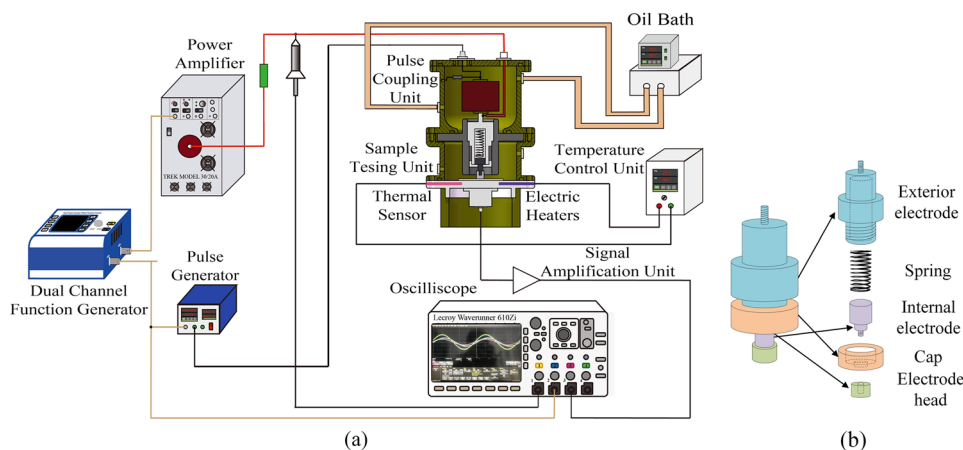 Oil Bath
Power
Amplifier
Pulse
Coupling
Unit
Sample
Tesing Unit
Temperature
Control Unit
TREK MODEL 30/20A
Thermal
Sensor
Electric
Heaters
Exterior
electrode
Pulse
Generator
Signal
Amplification Unit
Spring
Dual Channel
Function Generator
Oscilliscope
Lecroy Waverunner 610Zi
Internal
electrode
Cap
Electrode
head
(a)
(b)